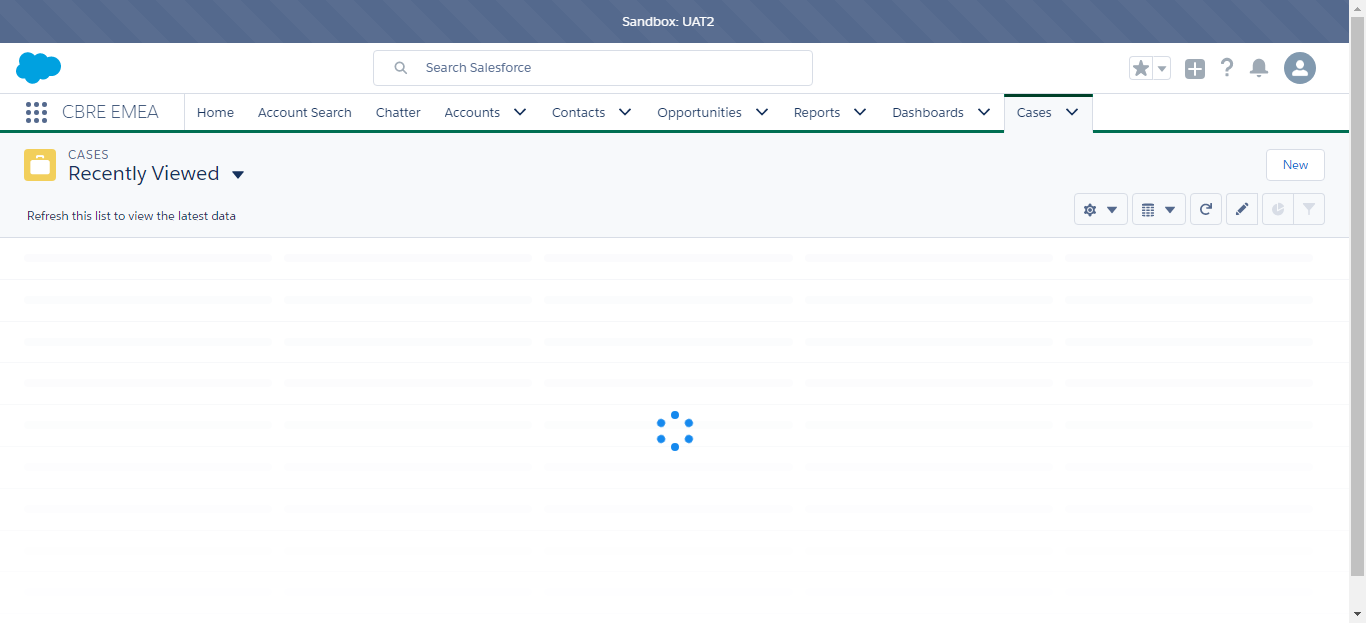 Sandbox: UAT2
Search Salesforce
CBRE EMEA Home Account Search Chatter Accounts Contacts Opportunities Reports Dashboards Cases
CASES
Recently Viewed
New
Refresh this list to view the latest data